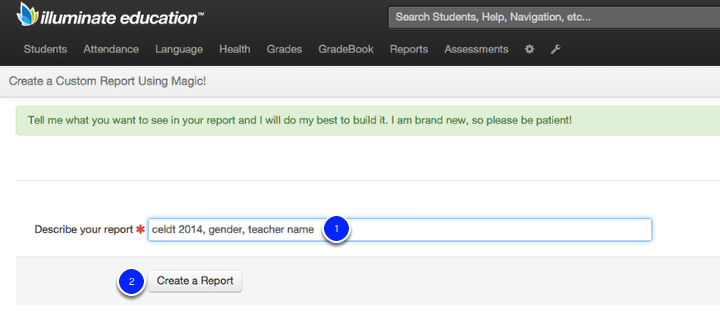 illuminate education™
Search Students, Help, Navigation, etc...
Students Attendance Language Health Grades GradeBook Reports Assessments
Create a Custom Report Using Magic!
Tell me what you want to see in your report and I will do my best to build it. I am brand new, so please be patient!
Describe your report * celdt 2014, gender, teacher name 1
2 Create a Report